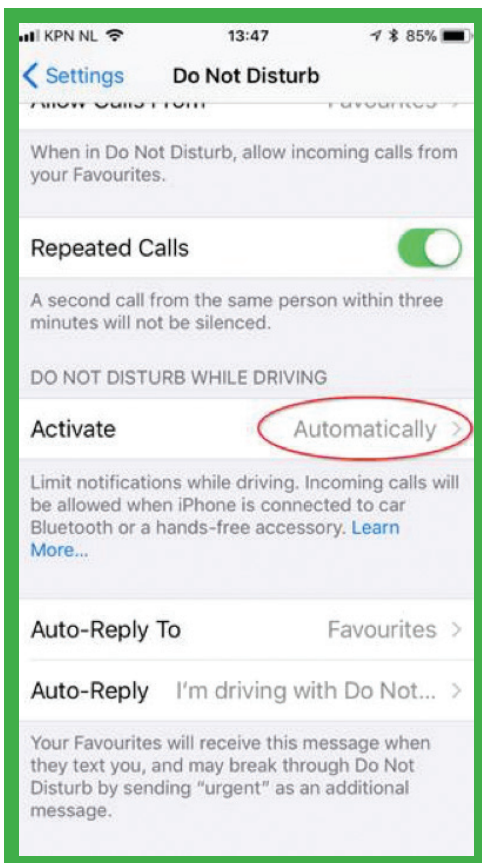 KPN NL 13:47 85%
Settings Do Not Disturb
Allow Calls From Favourites
When in Do Not Disturb, allow incoming calls from
your Favourites.
Repeated Calls
A second call from the same person within three
minutes will not be silenced.
DO NOT DISTURB WHILE DRIVING
Activate Automatically
Limit notifications while driving. Incoming calls will
be allowed when iPhone is connected to car
Bluetooth or a hands-free accessory. Learn
More...
Auto-Reply To Favourites
Auto-Reply I'm driving with Do Not...
Your Favourites will receive this message when
they text you, and may break through Do Not
Disturb by sending “urgent” as an additional
message.